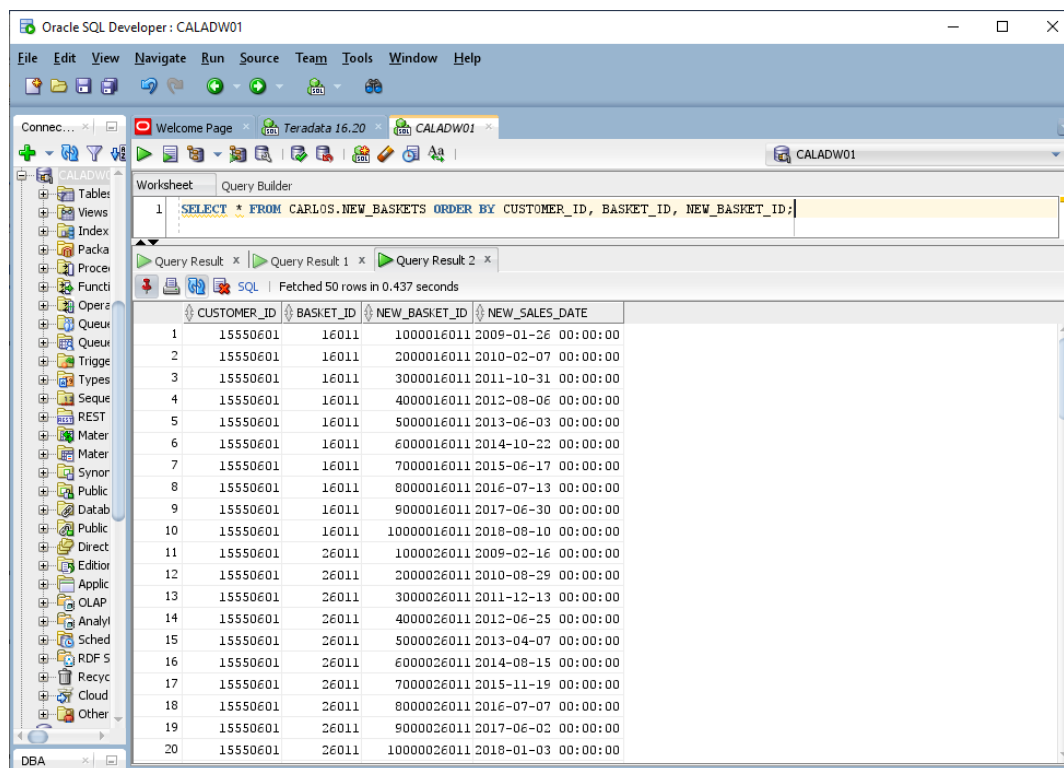 Oracle SQL Developer : CALADW01
File Edit View Navigate Run Source Team Tools Window Help
Connec...
Welcome Page
Teradata 16.20
CALADW01
CALADW01
CALADW0
Tables
Views
Index
Packa
Proce
Functi
Opera
Queue
Queue
Trigge
Types
Seque
REST
Mater
Mater
Synor
Public
Datab
Public
Direct
Edition
Applic
OLAP
Analy
Sched
RDF S
Recyc
Cloud
Other
DBA
Worksheet Query Builder
1 SELECT * FROM CARLOS.NEW_BASKETS ORDER BY CUSTOMER_ID, BASKET_ID, NEW_BASKET_ID;
Query Result x Query Result 1 x Query Result 2 x
SQL | Fetched 50 rows in 0.437 seconds
CUSTOMER_ID BASKET_ID NEW_BASKET_ID NEW_SALES_DATE
1 15550601 16011 1000016011 2009-01-26 00:00:00
2 15550601 16011 2000016011 2010-02-07 00:00:00
3 15550601 16011 3000016011 2011-10-31 00:00:00
4 15550601 16011 4000016011 2012-08-06 00:00:00
5 15550601 16011 5000016011 2013-06-03 00:00:00
6 15550601 16011 6000016011 2014-10-22 00:00:00
7 15550601 16011 7000016011 2015-06-17 00:00:00
8 15550601 16011 8000016011 2016-07-13 00:00:00
9 15550601 16011 9000016011 2017-06-30 00:00:00
10 15550601 16011 10000016011 2018-08-10 00:00:00
11 15550601 26011 1000026011 2009-02-16 00:00:00
12 15550601 26011 2000026011 2010-08-29 00:00:00
13 15550601 26011 3000026011 2011-12-13 00:00:00
14 15550601 26011 4000026011 2012-06-25 00:00:00
15 15550601 26011 5000026011 2013-04-07 00:00:00
16 15550601 26011 6000026011 2014-08-15 00:00:00
17 15550601 26011 7000026011 2015-11-19 00:00:00
18 15550601 26011 8000026011 2016-07-07 00:00:00
19 15550601 26011 9000026011 2017-06-02 00:00:00
20 15550601 26011 10000026011 2018-01-03 00:00:00